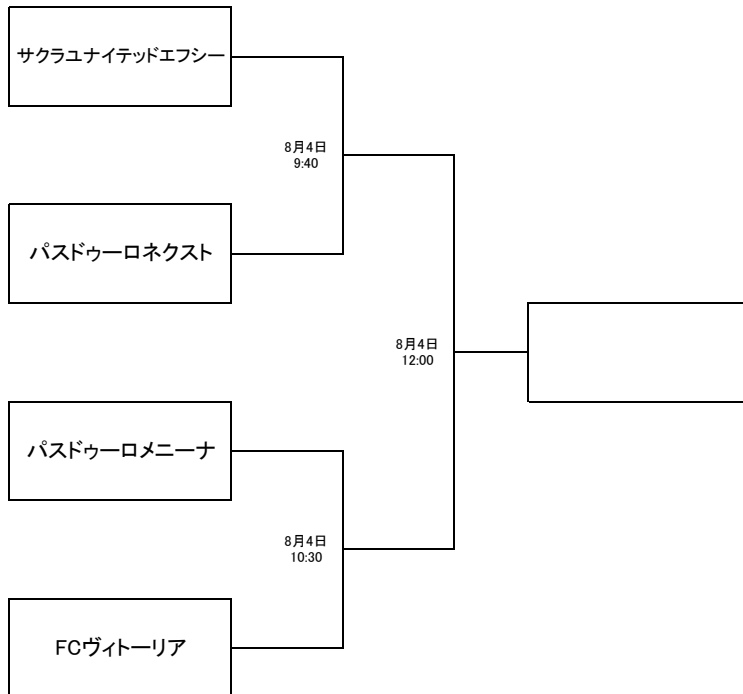 サクラユナイテッドエフシー
8月4日
9:40
パスドゥーロネクスト
8月4日
12:00
パスドゥーロメニーナ
8月4日
10:30
FCヴィトーリア